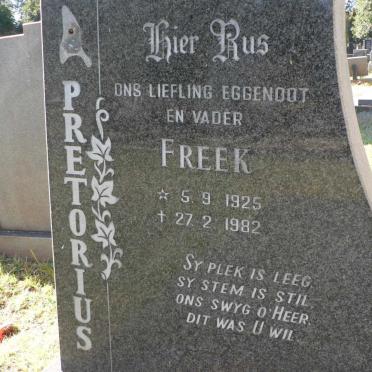 Hier Rus
ONS LIEFLING EGGENOOT
EN VADER
FREEK
☆ 5.9.1925
✝ 27.2.1982
PRETORIUS
SY PLEK IS LEEG,
SY STEM IS STIL.
ONS SWYG O' HEER,
DIT WAS U WIL.